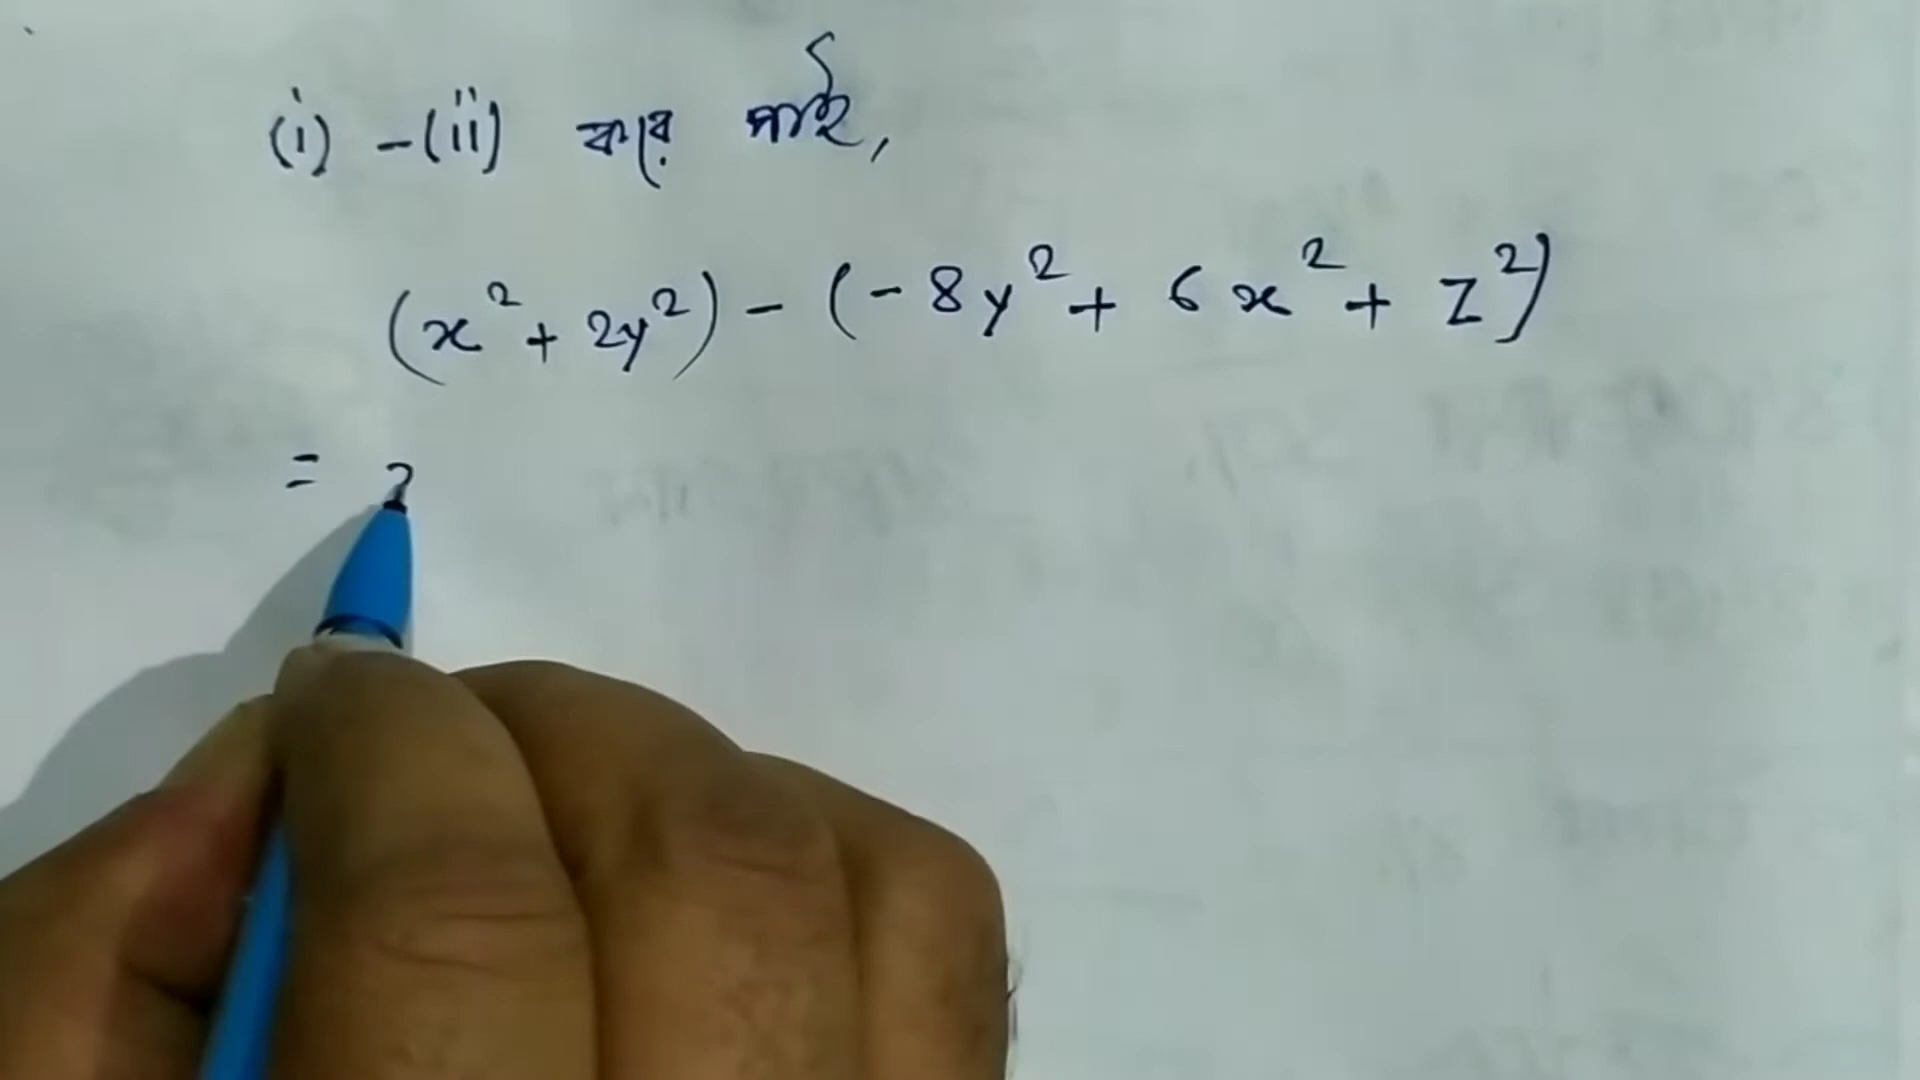 (i) - (ii) করে পাই,
(x² + 2y²) - (-8y² + 6x² + z²)
=